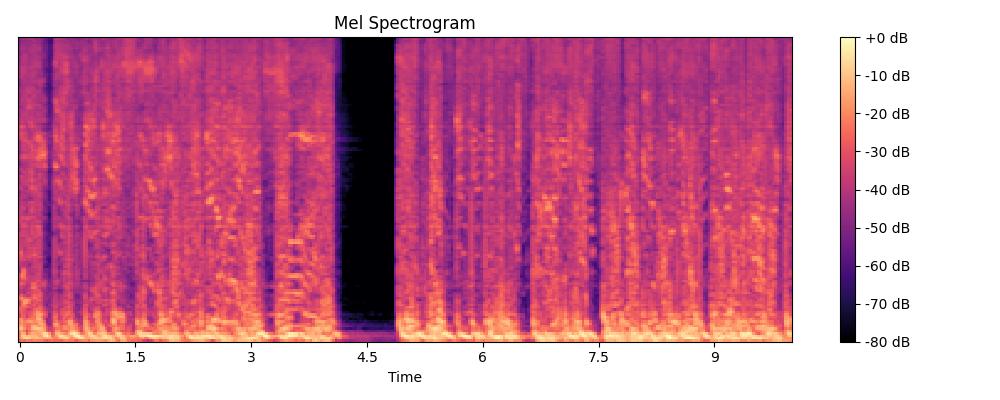 Mel Spectrogram
+0 dB
-10 dB
-20 dB
-30 dB
-40 dB
-50 dB
-60 dB
-70 dB
-80 dB
0 1.5 3 4.5 6 7.5 9
Time